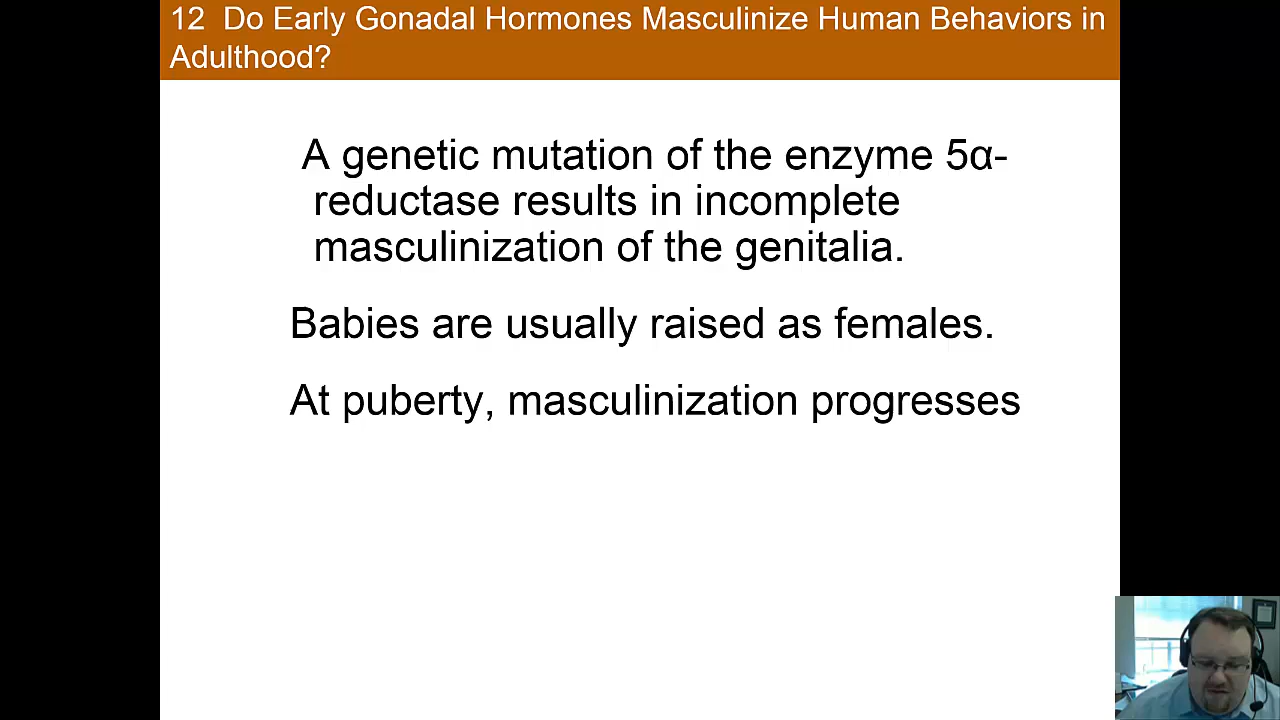 12  Do Early Gonadal Hormones Masculinize Human Behaviors in
Adulthood?
A genetic mutation of the enzyme 5α-
reductase results in incomplete
masculinization of the genitalia.
Babies are usually raised as females.
At puberty, masculinization progresses